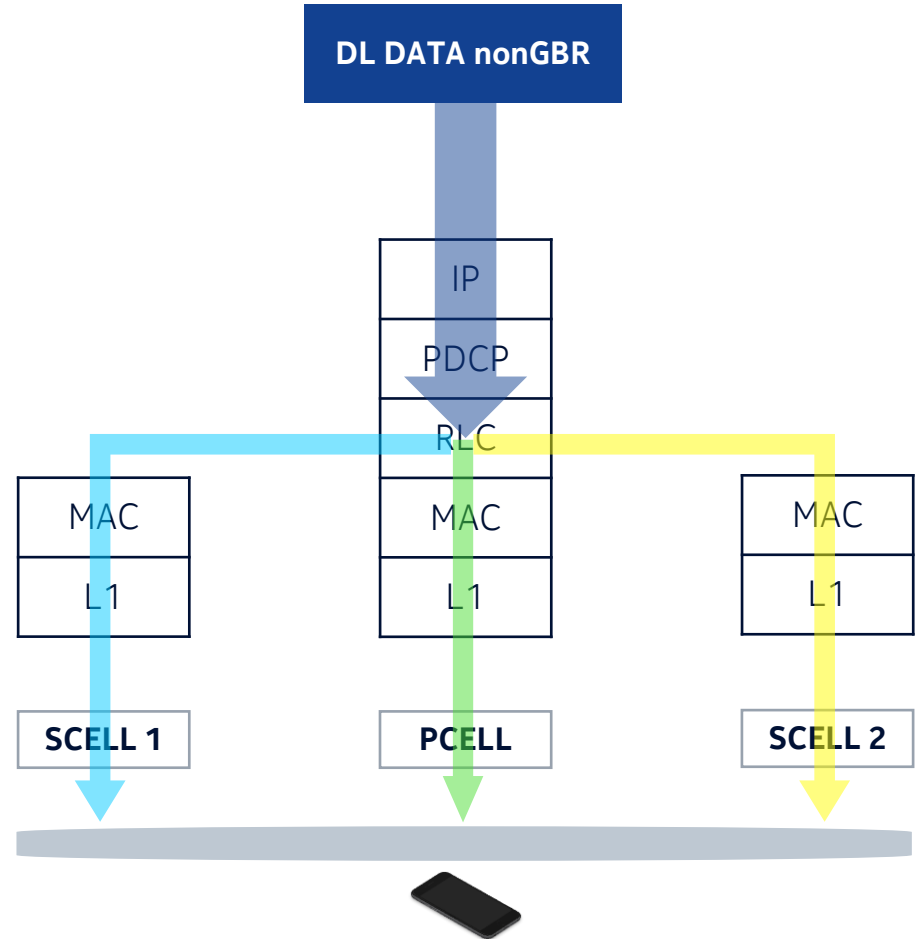 DL DATA nonGBR
IP
PDCP
RLC
MAC
MAC
MAC
L1
L1
L1
SCELL 1
PCELL
SCELL 2